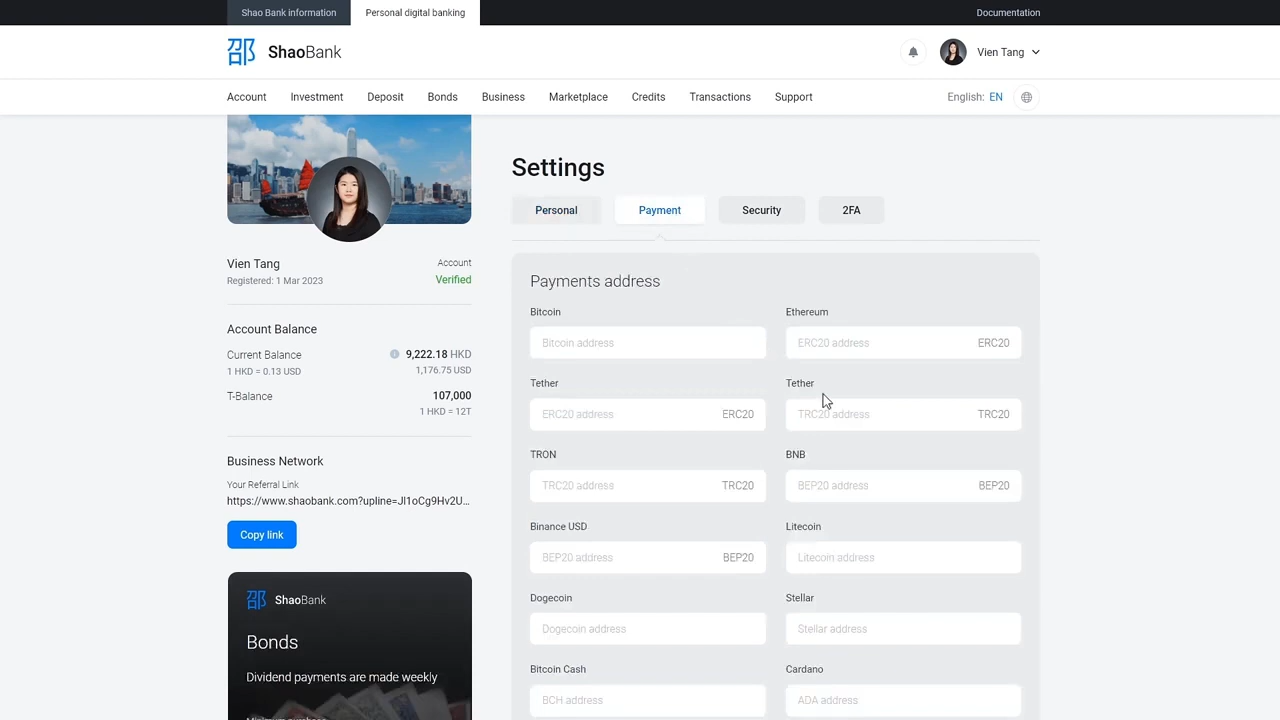 Shao Bank information
Personal digital banking
Documentation
邵 ShaoBank
Vien Tang
Account
Investment
Deposit
Bonds
Business
Marketplace
Credits
Transactions
Support
English: EN
Vien Tang
Account
Registered: 1 Mar 2023
Verified
Account Balance
Current Balance
9,222.18 HKD
1 HKD = 0.13 USD
1,176.75 USD
T-Balance
107,000
1 HKD = 12T
Business Network
Your Referral Link
https://www.shaobank.com?upline=JI1oCg9Hv2U...
Copy link
邵 ShaoBank
Bonds
Dividend payments are made weekly
Settings
Personal
Payment
Security
2FA
Payments address
Bitcoin
Ethereum
Bitcoin address
ERC20 address
ERC20
Tether
Tether
ERC20 address
ERC20
TRC20 address
TRC20
TRON
BNB
TRC20 address
TRC20
BEP20 address
BEP20
Binance USD
Litecoin
BEP20 address
BEP20
Litecoin address
Dogecoin
Stellar
Dogecoin address
Stellar address
Bitcoin Cash
Cardano
BCH address
ADA address